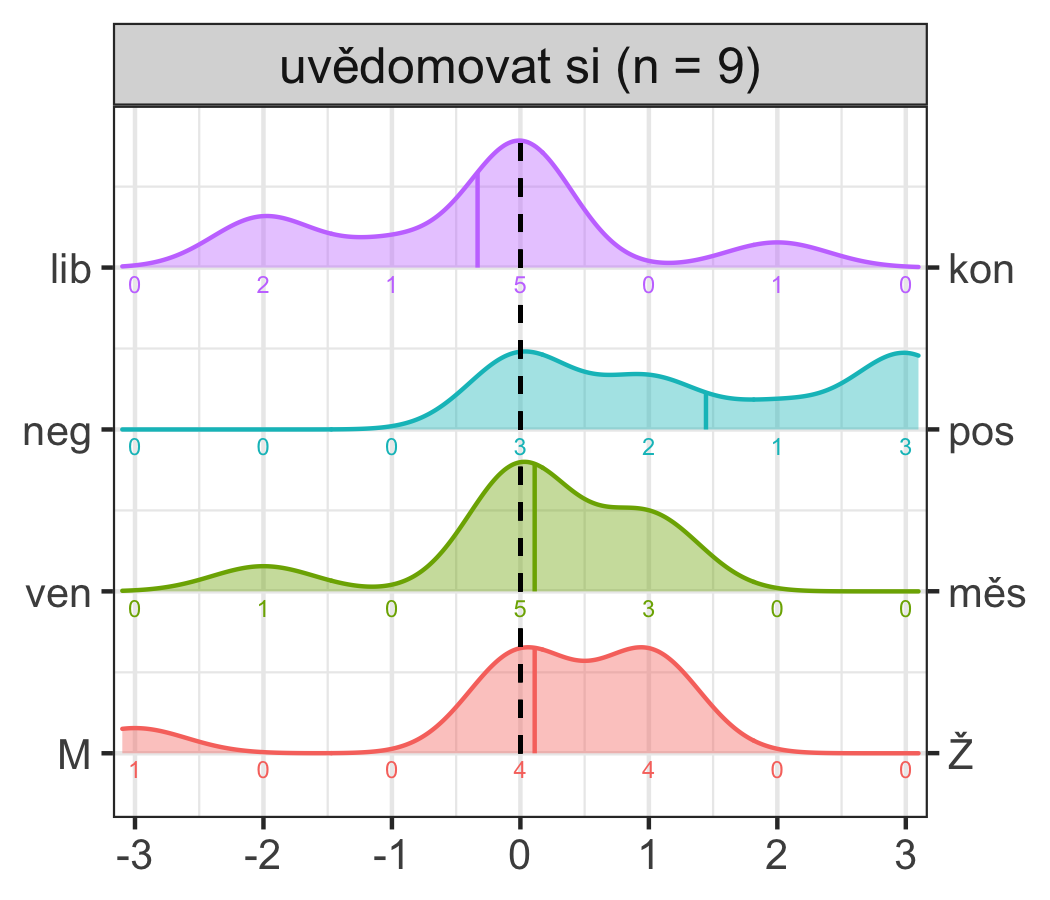 uvědomovat si (n = 9)
lib kon
0 2 1 5 0 1 0
neg pos
0 0 0 3 2 1 3
ven měs
0 1 0 5 3 0 0
M Ž
1 0 0 4 4 0 0
-3 -2 -1 0 1 2 3